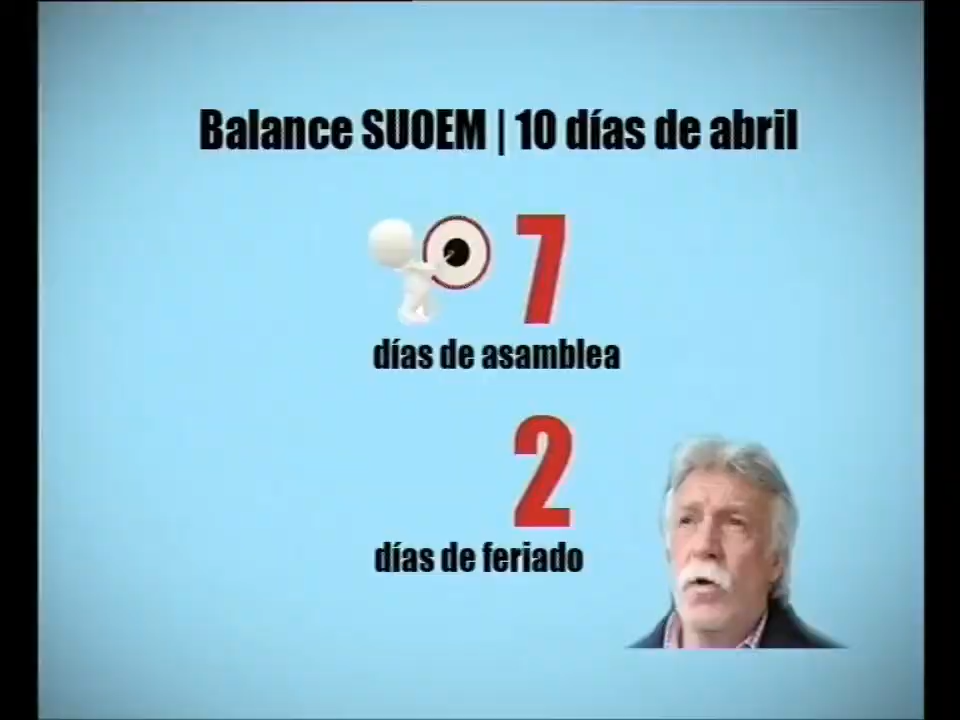 Balance SUOEM | 10 días de abril
7
días de asamblea
2
días de feriado